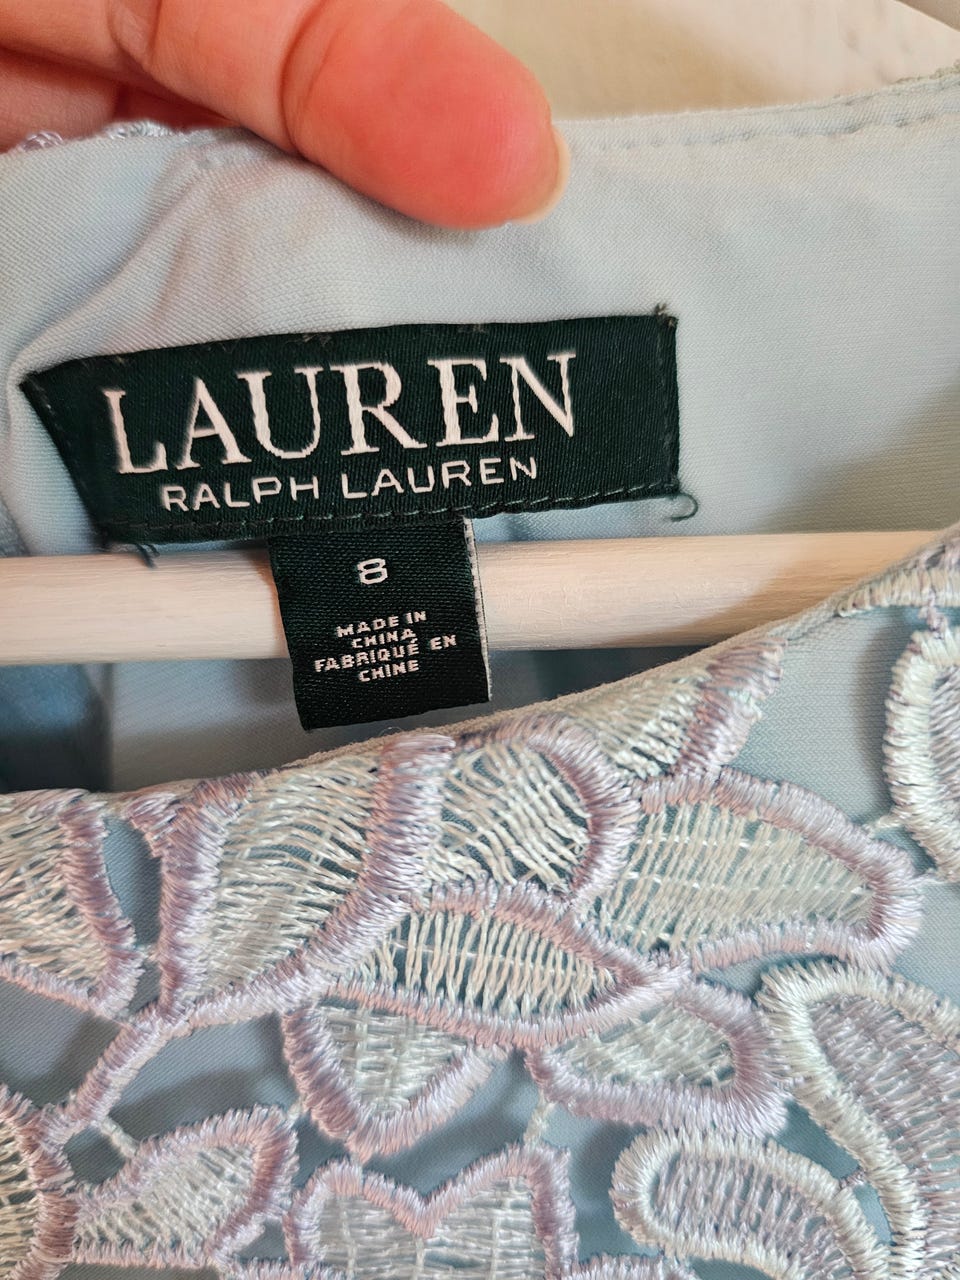 LAUREN
RALPH LAUREN
8
MADE IN
CHINA
FABRIQUÉ EN
CHINE